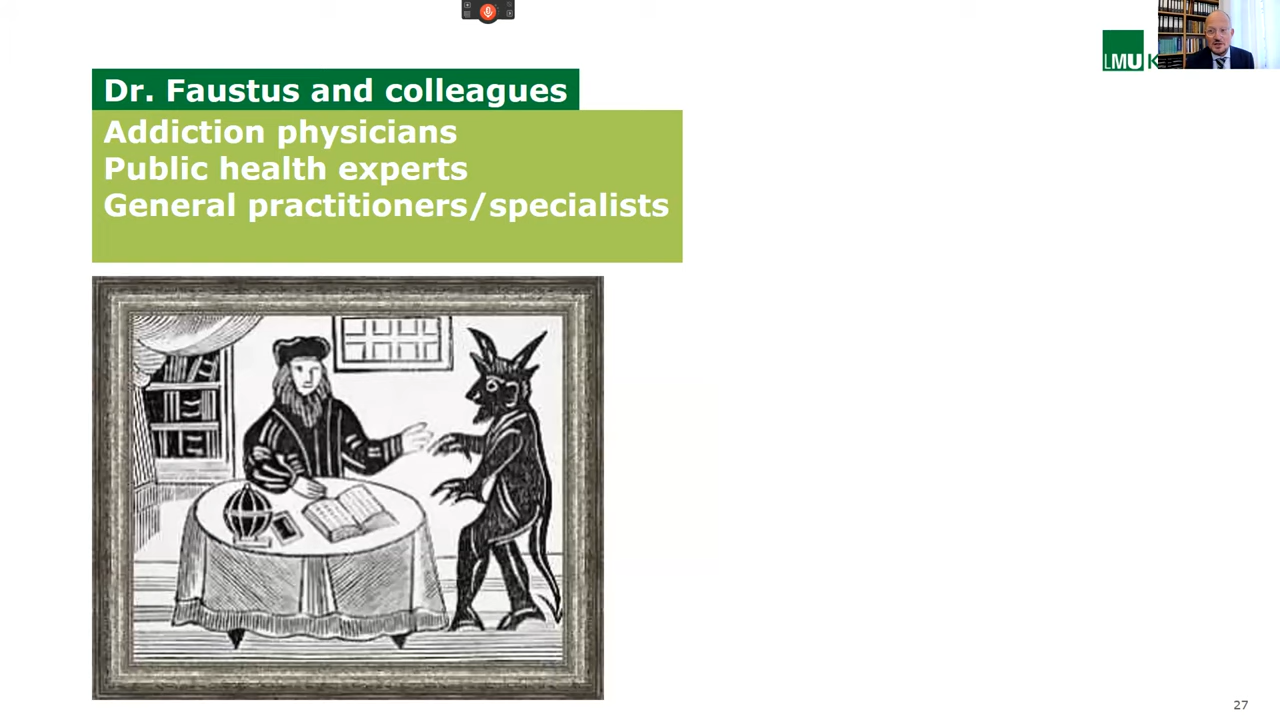 Dr. Faustus and colleagues
Addiction physicians
Public health experts
General practitioners/specialists
LMU K
27